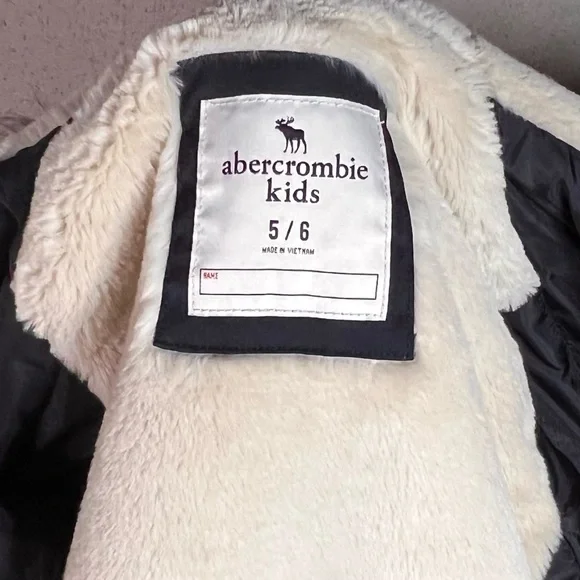 abercrombie
kids
5 / 6
MADE IN VIETNAM
NAME